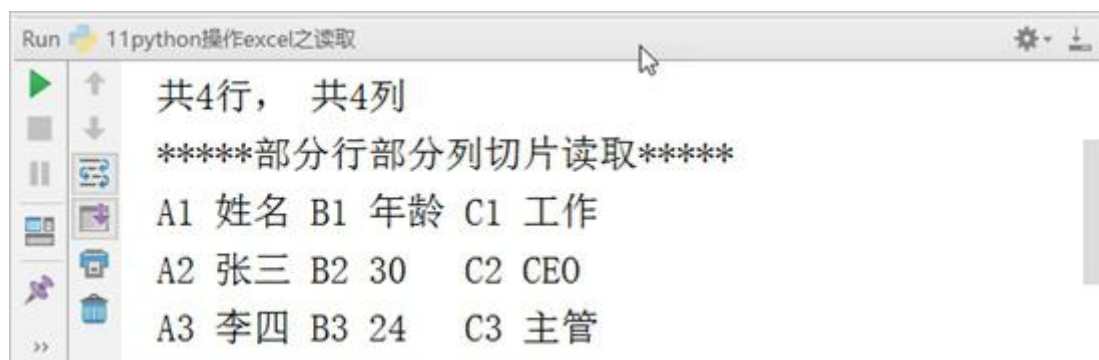 Run 11python操作excel之读取
共4行， 共4列
*****部分行部分列切片读取*****
A1 姓名 B1 年龄 C1 工作
A2 张三 B2 30 C2 CEO
A3 李四 B3 24 C3 主管